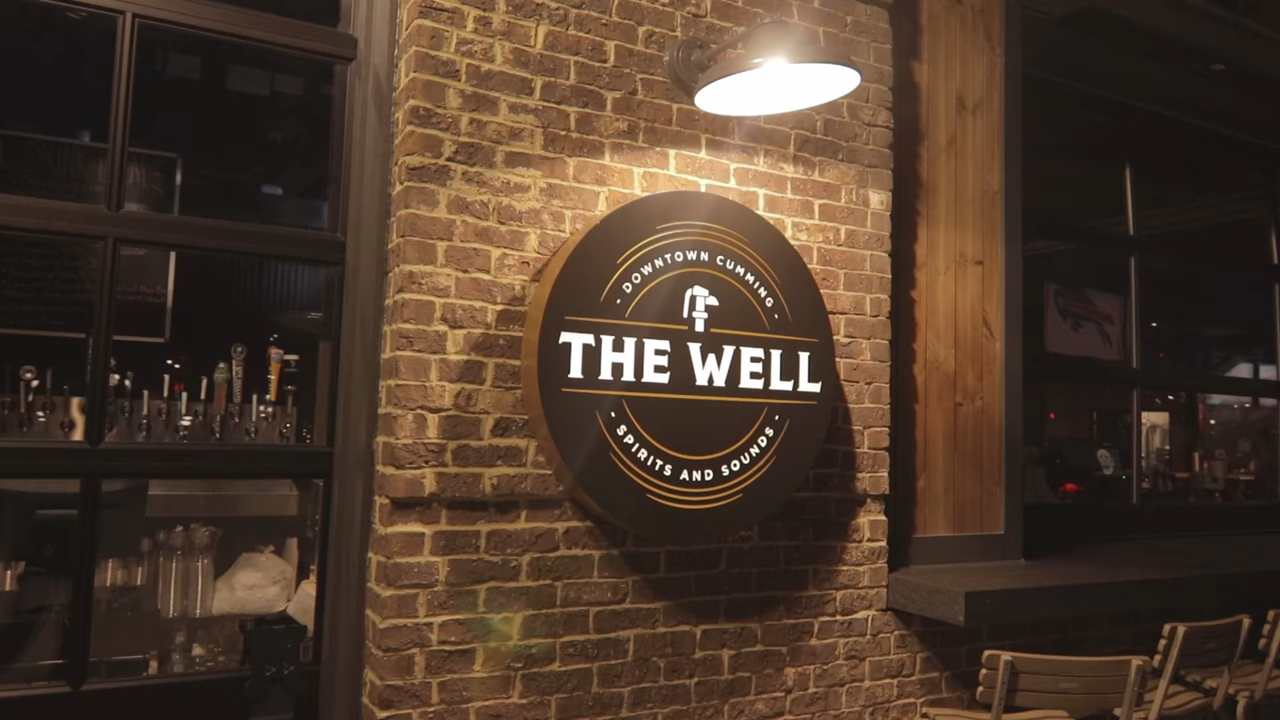 - DOWNTOWN CUMMING -
THE WELL
- SPIRITS AND SOUNDS -